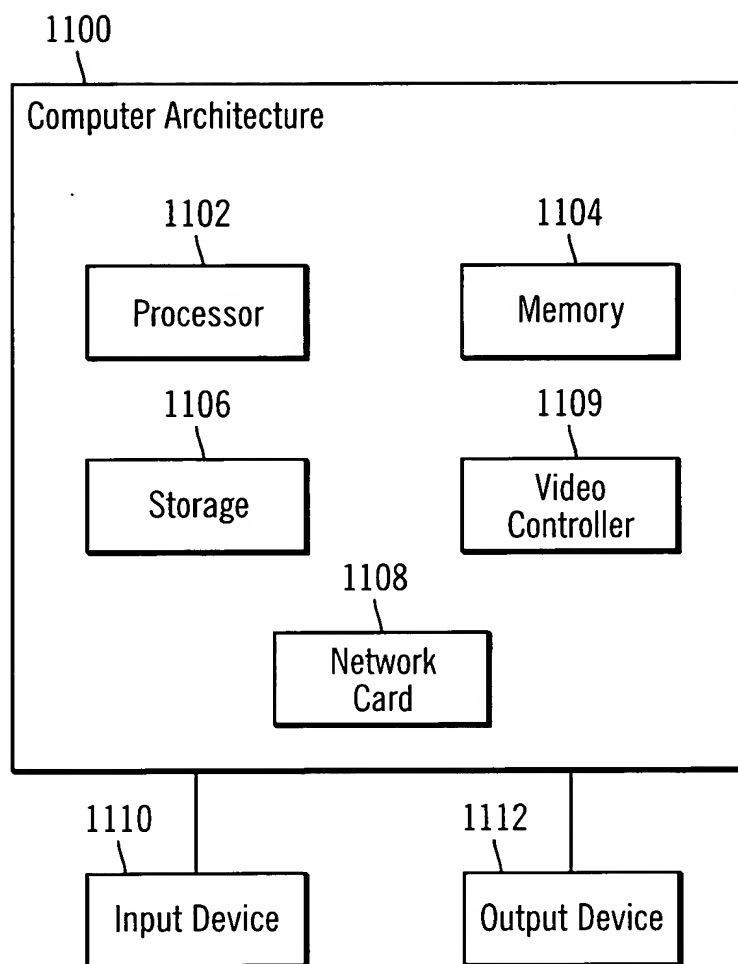 1100
Computer Architecture
1102
1104
Processor
Memory
1106
1109
Storage
Video
Controller
1108
Network
Card
1110
1112
Input Device
Output Device